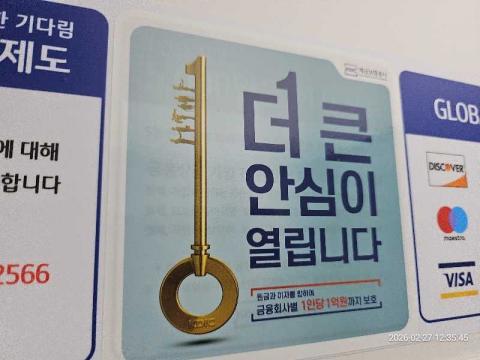 한 기다림
제도
에 대해
합니다
2566
예금보험공사
더 큰
안심이
열립니다
원금과 이자를 합하여
금융회사별 1인당 1억원까지 보호
GLOB
DISCOVER
maestro
VISA
2026-02-27 12:35:45